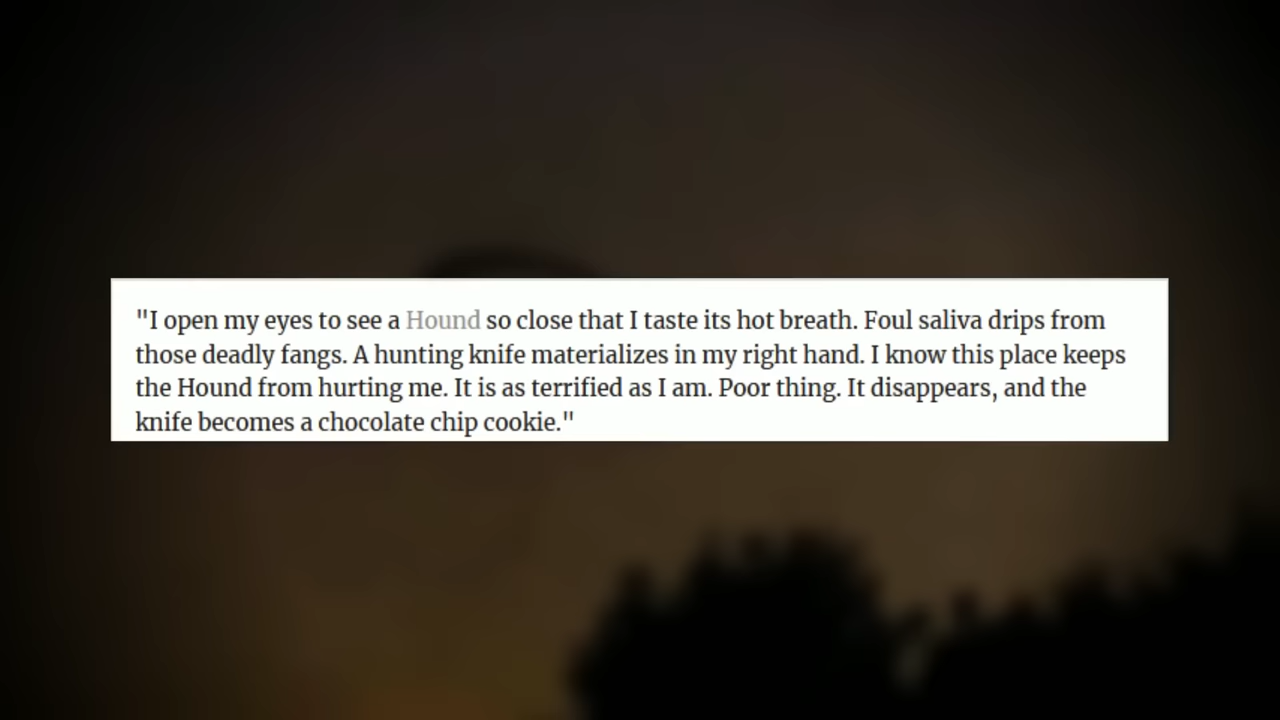 "I open my eyes to see a Hound so close that I taste its hot breath. Foul saliva drips from
those deadly fangs. A hunting knife materializes in my right hand. I know this place keeps
the Hound from hurting me. It is as terrified as I am. Poor thing. It disappears, and the
knife becomes a chocolate chip cookie."